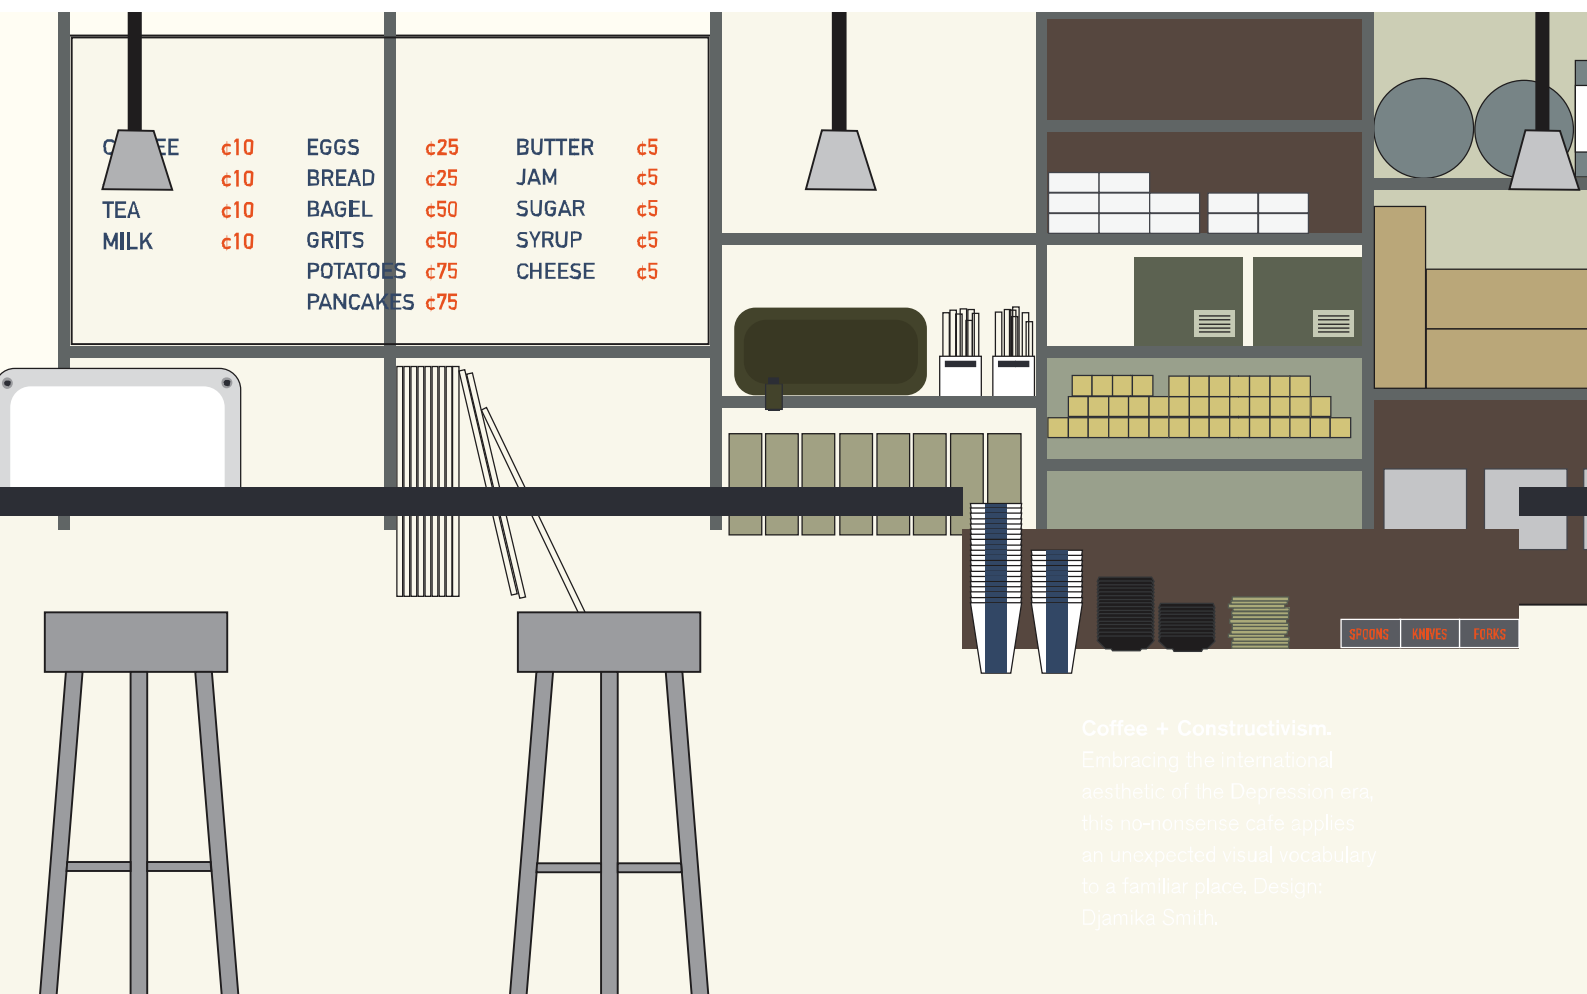 ¢10
¢10
TEA ¢10
MILK ¢10
EGGS ¢25
BREAD ¢25
BAGEL ¢50
GRITS ¢50
POTATOES ¢75
PANCAKES ¢75
BUTTER ¢5
JAM ¢5
SUGAR ¢5
SYRUP ¢5
CHEESE ¢5
SPOONS KNIVES FORKS
Coffee + Constructivism.
Embracing the international
aesthetic of the Depression era,
this no-nonsense cafe applies
an unexpected visual vocabulary
to a familiar place. Design:
Djamika Smith.